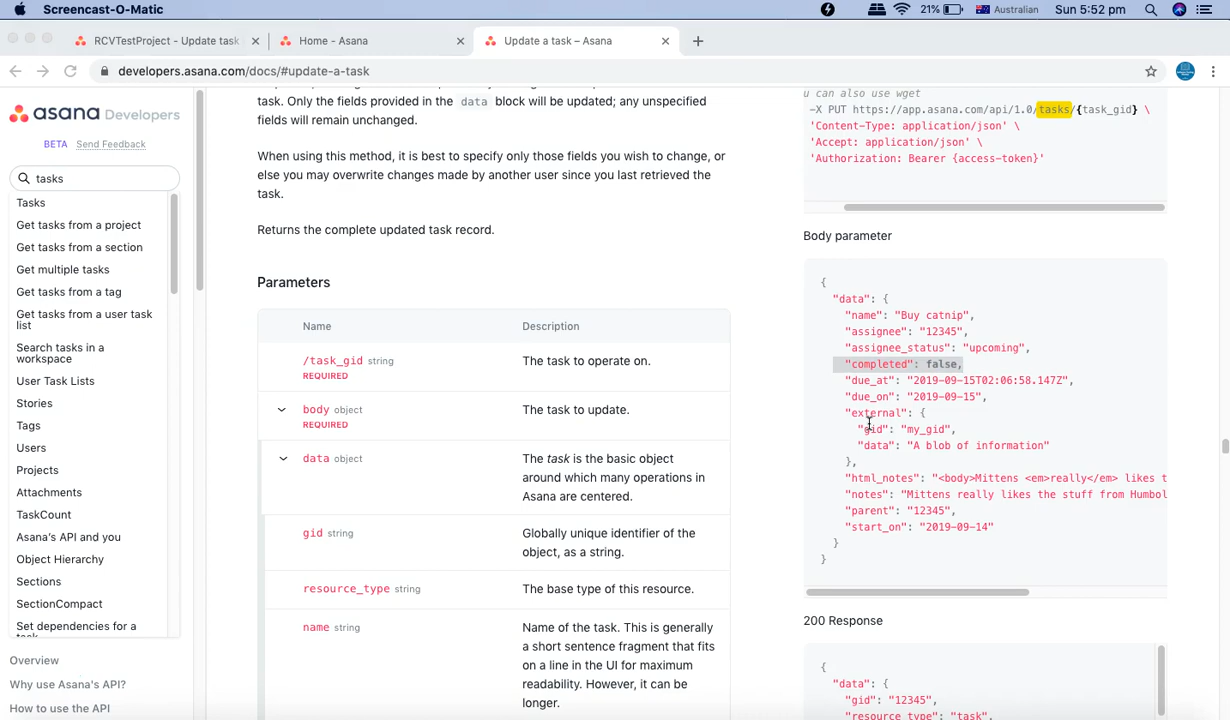 Screencast-O-Matic
21%
Australian
Sun 5:52 pm
RCVTestProject - Update task
Home - Asana
Update a task – Asana
developers.asana.com/docs/#update-a-task
asana Developers
BETA Send Feedback
tasks
Tasks
Get tasks from a project
Get tasks from a section
Get multiple tasks
Get tasks from a tag
Get tasks from a user task
list
Search tasks in a
workspace
User Task Lists
Stories
Tags
Users
Projects
Attachments
TaskCount
Asana's API and you
Object Hierarchy
Sections
SectionCompact
Set dependencies for a
Overview
Why use Asana's API?
How to use the API
task. Only the fields provided in the data block will be updated; any unspecified
fields will remain unchanged.
When using this method, it is best to specify only those fields you wish to change, or
else you may overwrite changes made by another user since you last retrieved the
task.
Returns the complete updated task record.
Parameters
Name Description
/task_gid string The task to operate on.
REQUIRED
body object The task to update.
REQUIRED
data object The task is the basic object
around which many operations in
Asana are centered.
gid string Globally unique identifier of the
object, as a string.
resource_type string The base type of this resource.
name string Name of the task. This is generally
a short sentence fragment that fits
on a line in the UI for maximum
readability. However, it can be
longer.
u can also use wget
-X PUT https://app.asana.com/api/1.0/tasks/{task_gid} \
'Content-Type: application/json' \
'Accept: application/json' \
'Authorization: Bearer {access-token}'
Body parameter
{
"data": {
"name": "Buy catnip",
"assignee": "12345",
"assignee_status": "upcoming",
"completed": false,
"due_at": "2019-09-15T02:06:58.147Z",
"due_on": "2019-09-15",
"external": {
"gid": "my_gid",
"data": "A blob of information"
},
"html_notes": "<body>Mittens <em>really</em> likes t
"notes": "Mittens really likes the stuff from Humbol
"parent": "12345",
"start_on": "2019-09-14"
}
}
200 Response
{
"data": {
"gid": "12345",
"resource_type": "task",